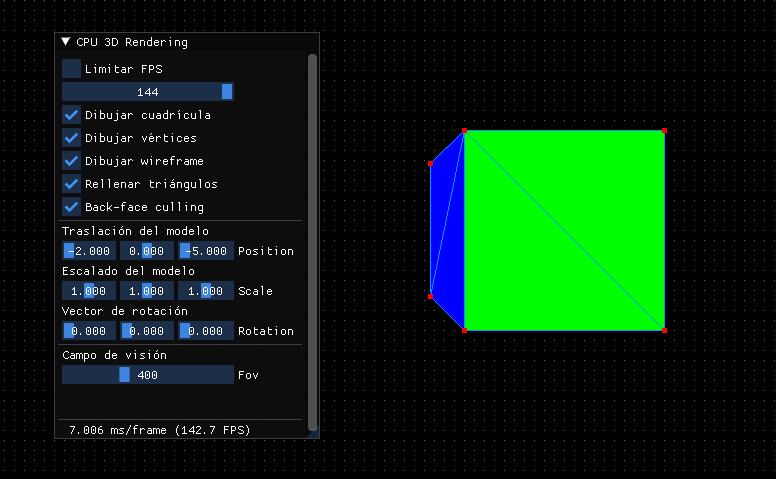 CPU 3D Rendering
Limitar FPS
144
Dibujar cuadrícula
Dibujar vértices
Dibujar wireframe
Rellenar triángulos
Back-face culling
Traslación del modelo
-2.000 0.000 -5.000 Position
Escalado del modelo
1.000 1.000 1.000 Scale
Vector de rotación
0.000 0.000 0.000 Rotation
Campo de visión
400 Fov
7.006 ms/frame (142.7 FPS)